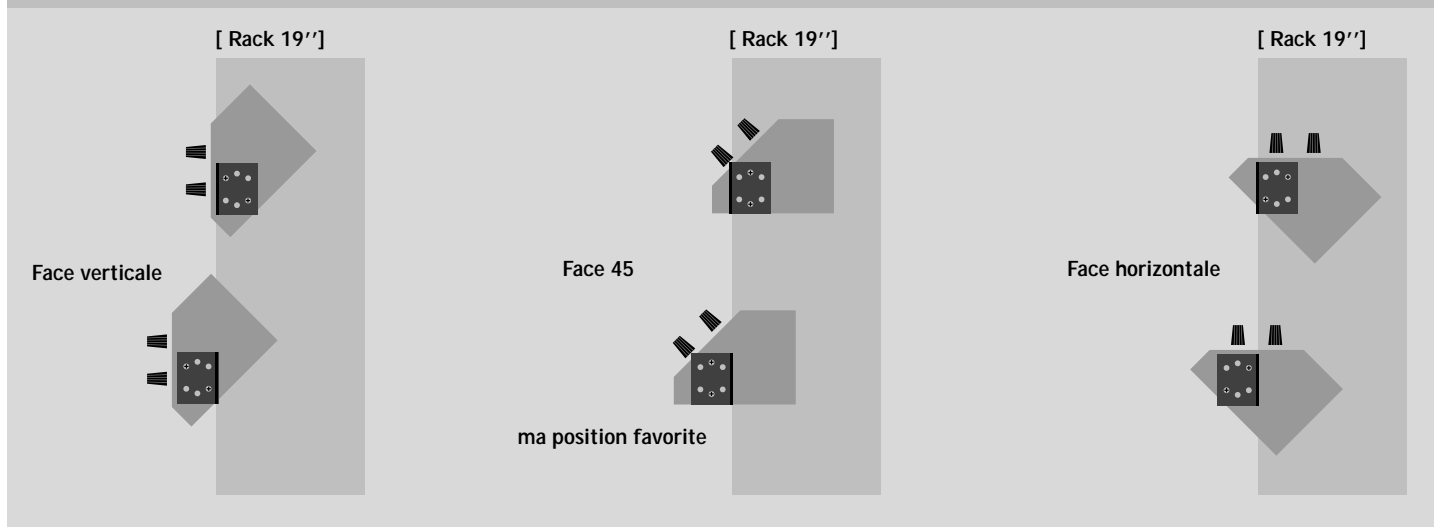 [ Rack 19’’]
[ Rack 19’’]
[ Rack 19’’]
Face verticale
Face 45
Face horizontale
ma position favorite